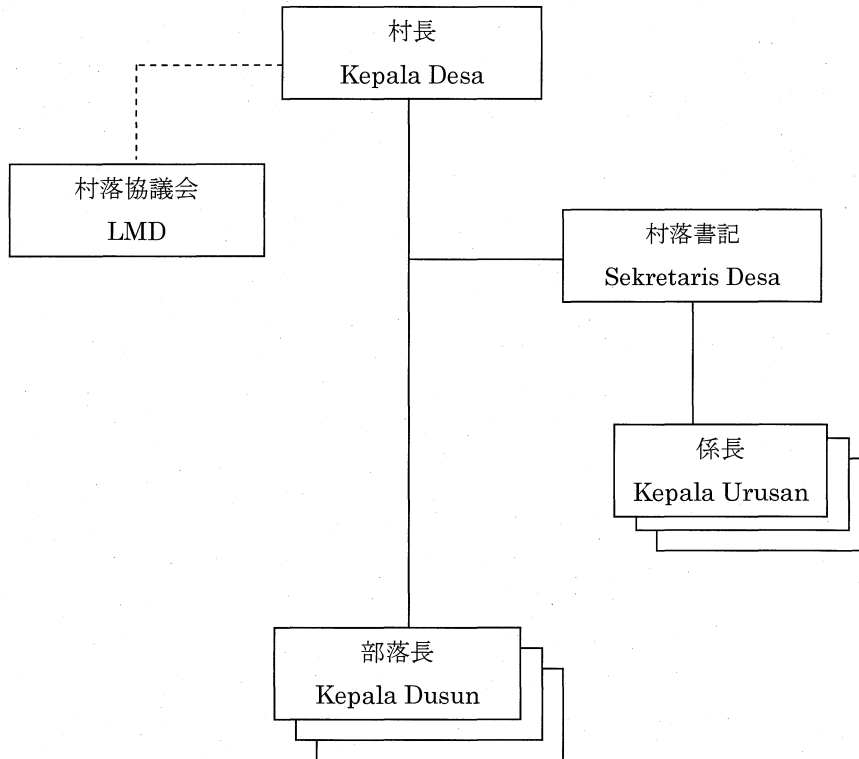 村長
Kepala Desa
村落協議会
LMD
村落書記
Sekretaris Desa
係長
Kepala Urusan
部落長
Kepala Dusun